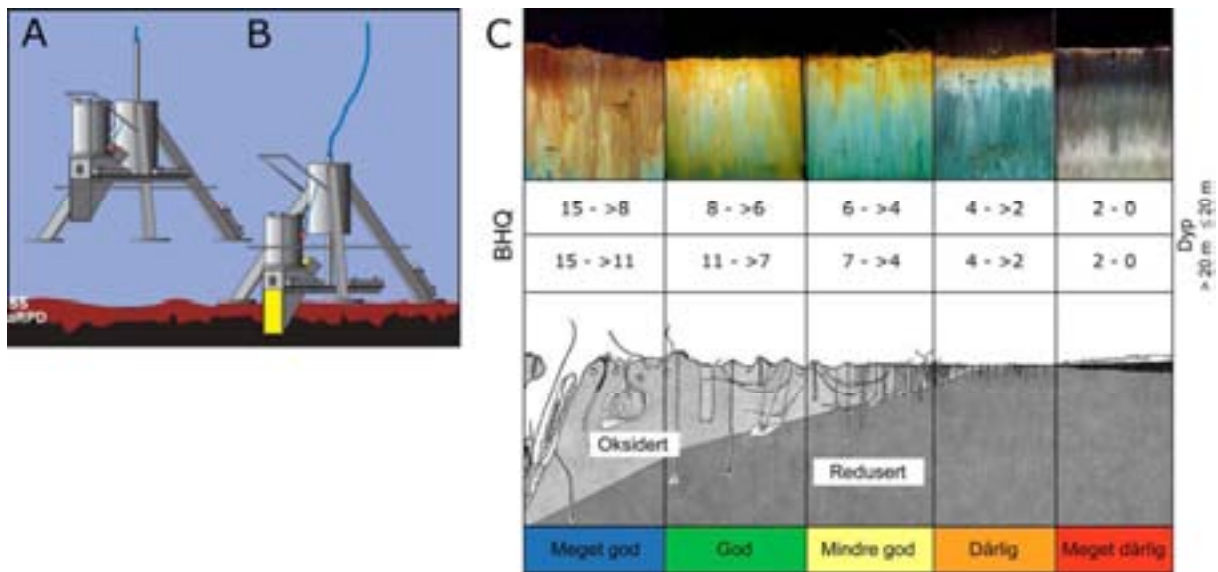 A
B
SS
aRPD
C
BHQ
15 - >8
8 - >6
6 - >4
4 - >2
2 - 0
15 - >11
11 - >7
7 - >4
4 - >2
2 - 0
Dyp
> 20 m ≤ 20 m
Oksidert
Redusert
Meget god
God
Mindre god
Dårlig
Meget dårlig